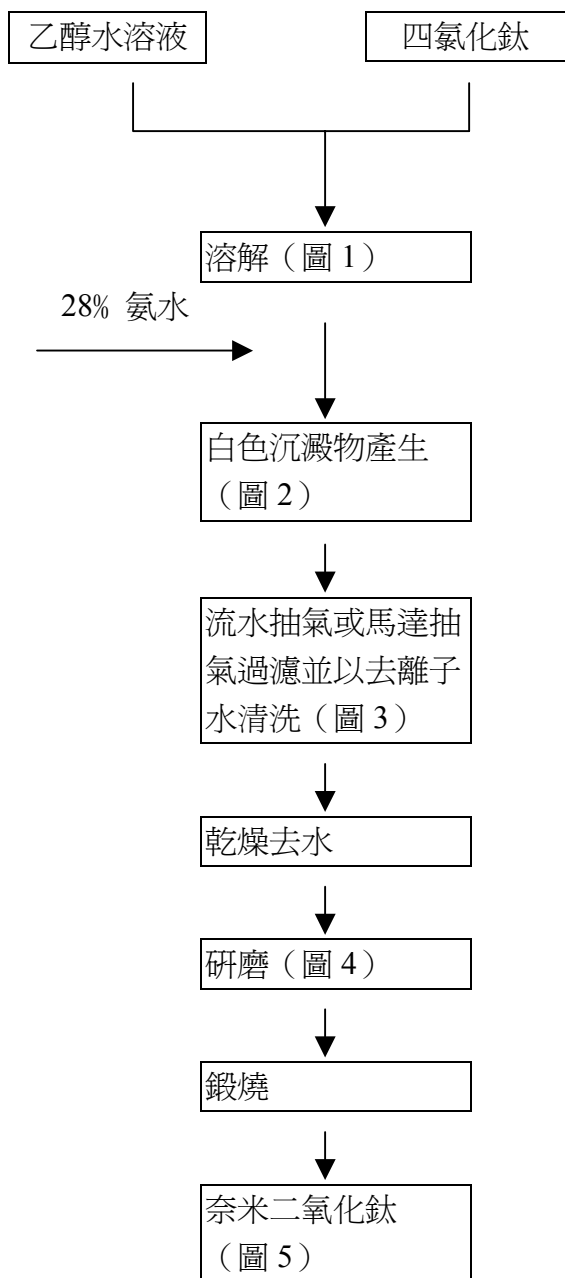 乙醇水溶液
四氯化鈦
溶解（圖 1）
28% 氨水
白色沉澱物產生
（圖 2）
流水抽氣或馬達抽
氣過濾並以去離子
水清洗（圖 3）
乾燥去水
研磨（圖 4）
鍛燒
奈米二氧化鈦
（圖 5）